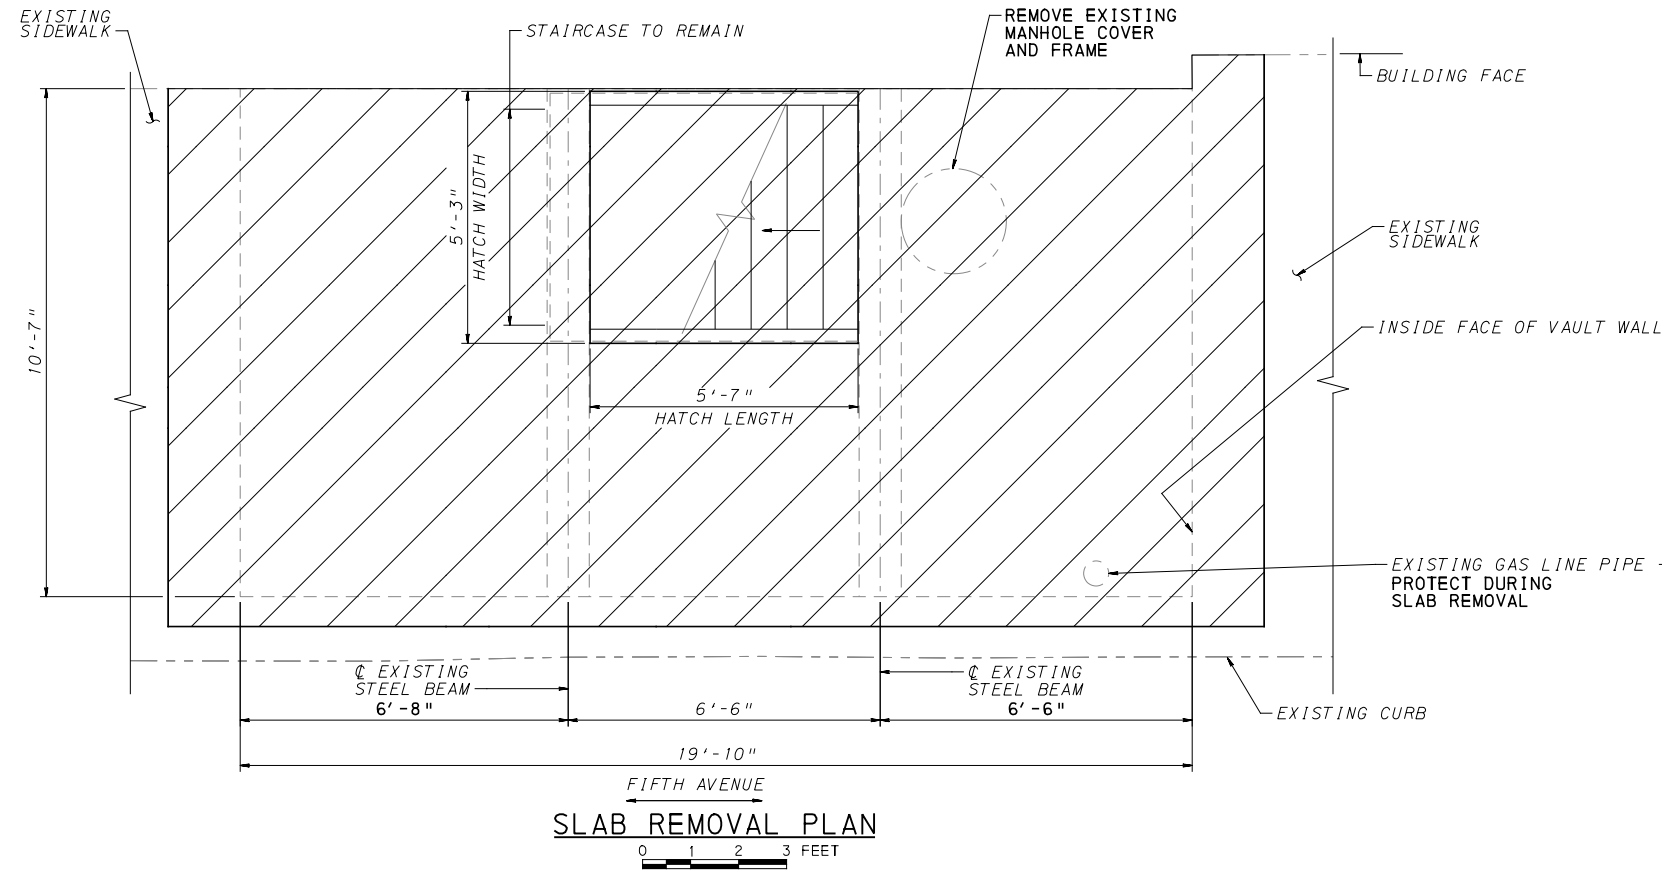 EXISTING
SIDEWALK
STAIRCASE TO REMAIN
REMOVE EXISTING
MANHOLE COVER
AND FRAME
BUILDING FACE
5'-3"
HATCH WIDTH
EXISTING
SIDEWALK
10'-7"
INSIDE FACE OF VAULT WALL
5'-7"
HATCH LENGTH
EXISTING GAS LINE PIPE -
PROTECT DURING
SLAB REMOVAL
℄ EXISTING
STEEL BEAM
℄ EXISTING
STEEL BEAM
6'-8"
6'-6"
6'-6"
EXISTING CURB
19'-10"
FIFTH AVENUE
SLAB REMOVAL PLAN
0 1 2 3 FEET